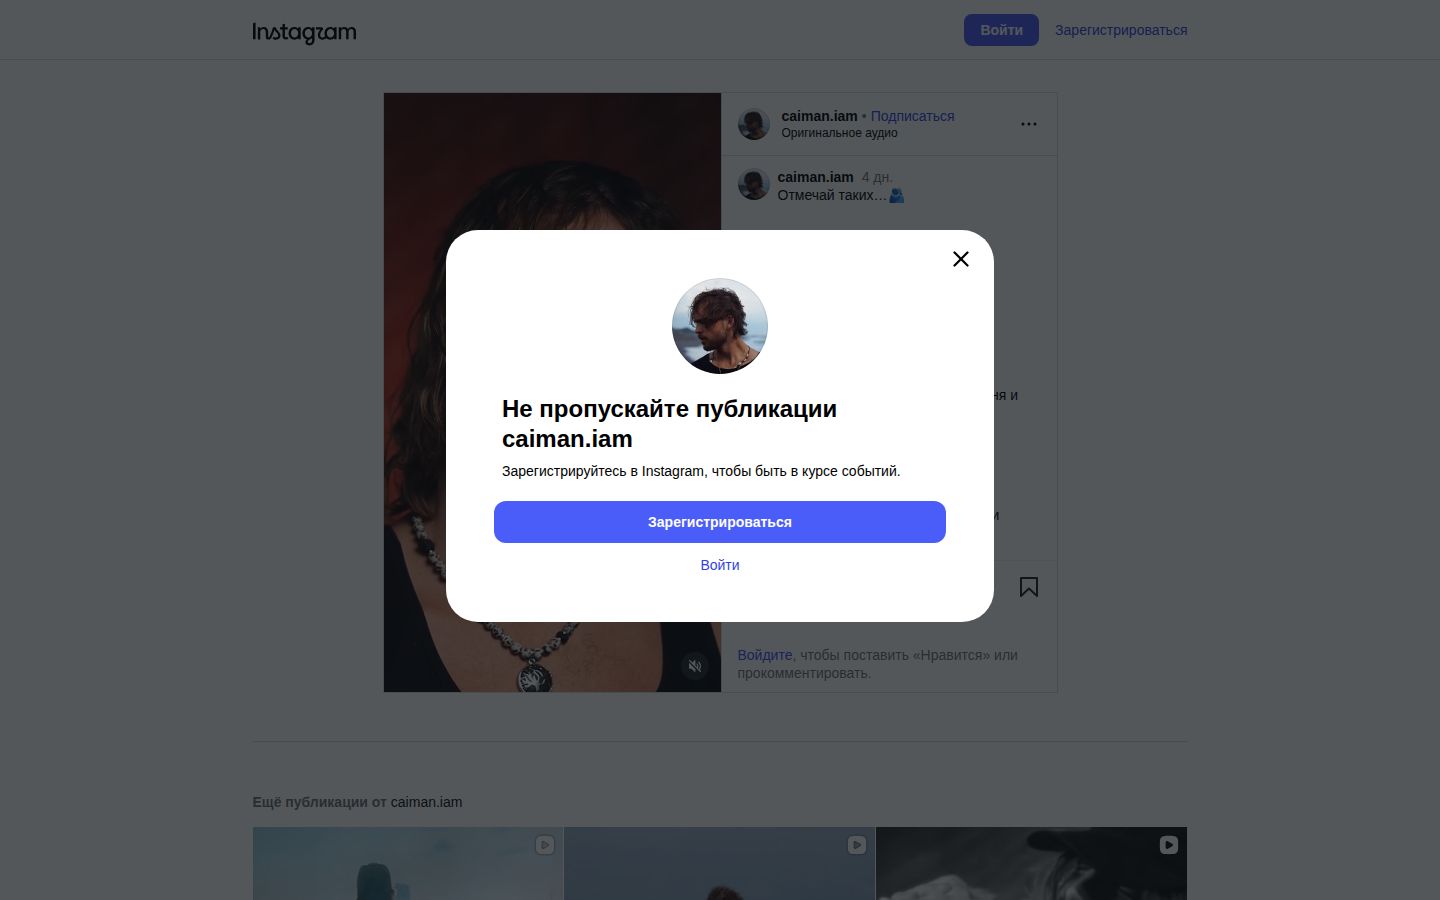 Instagram
Войти
Зарегистрироваться
caiman.iam • Подписаться
Оригинальное аудио
caiman.iam 4 дн.
Отмечай таких…🫂
ня и
и
Не пропускайте публикации
caiman.iam
Зарегистрируйтесь в Instagram, чтобы быть в курсе событий.
Зарегистрироваться
Войти
Войдите, чтобы поставить «Нравится» или
прокомментировать.
Ещё публикации от caiman.iam